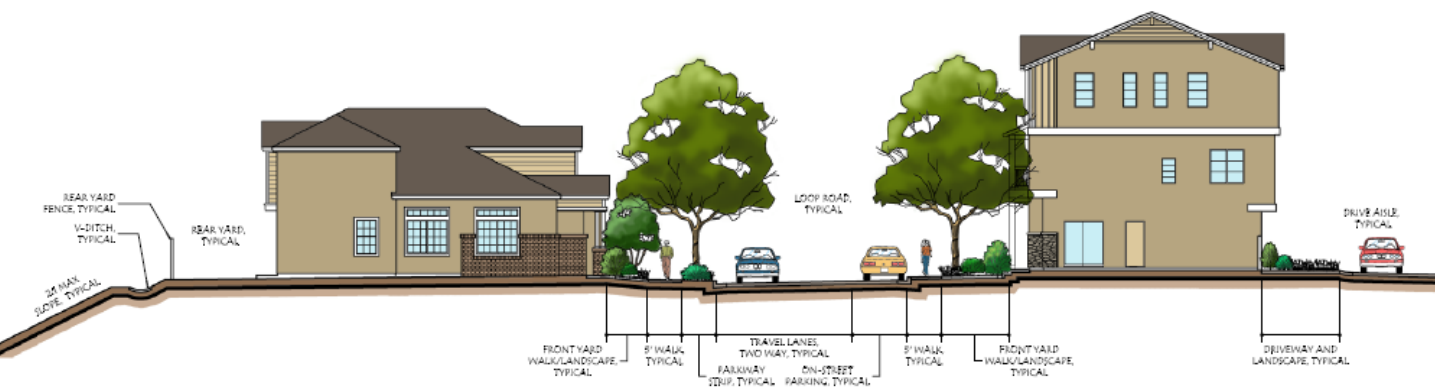 REAR YARD
FENCE, TYPICAL
V-DITCH,
TYPICAL
2:1 MAX
SLOPE, TYPICAL
REAR YARD,
TYPICAL
LOOP ROAD,
TYPICAL
DRIVE AISLE,
TYPICAL
FRONT YARD
WALK/LANDSCAPE,
TYPICAL
5' WALK,
TYPICAL
PARKWAY
STRIP, TYPICAL
TRAVEL LANES,
TWO WAY, TYPICAL
ON-STREET
PARKING, TYPICAL
5' WALK,
TYPICAL
FRONT YARD
WALK/LANDSCAPE,
TYPICAL
DRIVEWAY AND
LANDSCAPE, TYPICAL